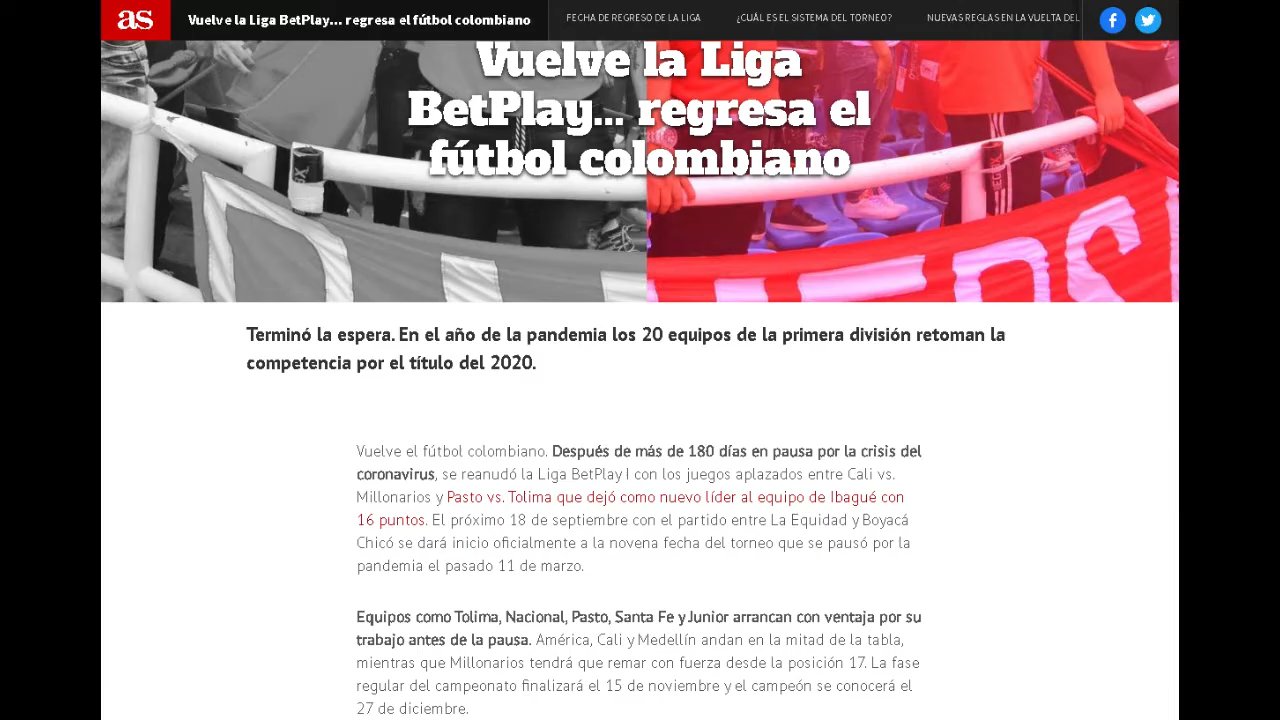 as
Vuelve la Liga BetPlay... regresa el fútbol colombiano
FECHA DE REGRESO DE LA LIGA
¿CUÁL ES EL SISTEMA DEL TORNEO?
NUEVAS REGLAS EN LA VUELTA DEL
Vuelve la Liga
BetPlay... regresa el
fútbol colombiano
Terminó la espera. En el año de la pandemia los 20 equipos de la primera división retoman la
competencia por el título del 2020.
Vuelve el fútbol colombiano. Después de más de 180 días en pausa por la crisis del
coronavirus, se reanudó la Liga BetPlay I con los juegos aplazados entre Cali vs.
Millonarios y Pasto vs. Tolima que dejó como nuevo líder al equipo de Ibagué con
16 puntos. El próximo 18 de septiembre con el partido entre La Equidad y Boyacá
Chicó se dará inicio oficialmente a la novena fecha del torneo que se pausó por la
pandemia el pasado 11 de marzo.
Equipos como Tolima, Nacional, Pasto, Santa Fe y Junior arrancan con ventaja por su
trabajo antes de la pausa. América, Cali y Medellín andan en la mitad de la tabla,
mientras que Millonarios tendrá que remar con fuerza desde la posición 17. La fase
regular del campeonato finalizará el 15 de noviembre y el campeón se conocerá el
27 de diciembre.